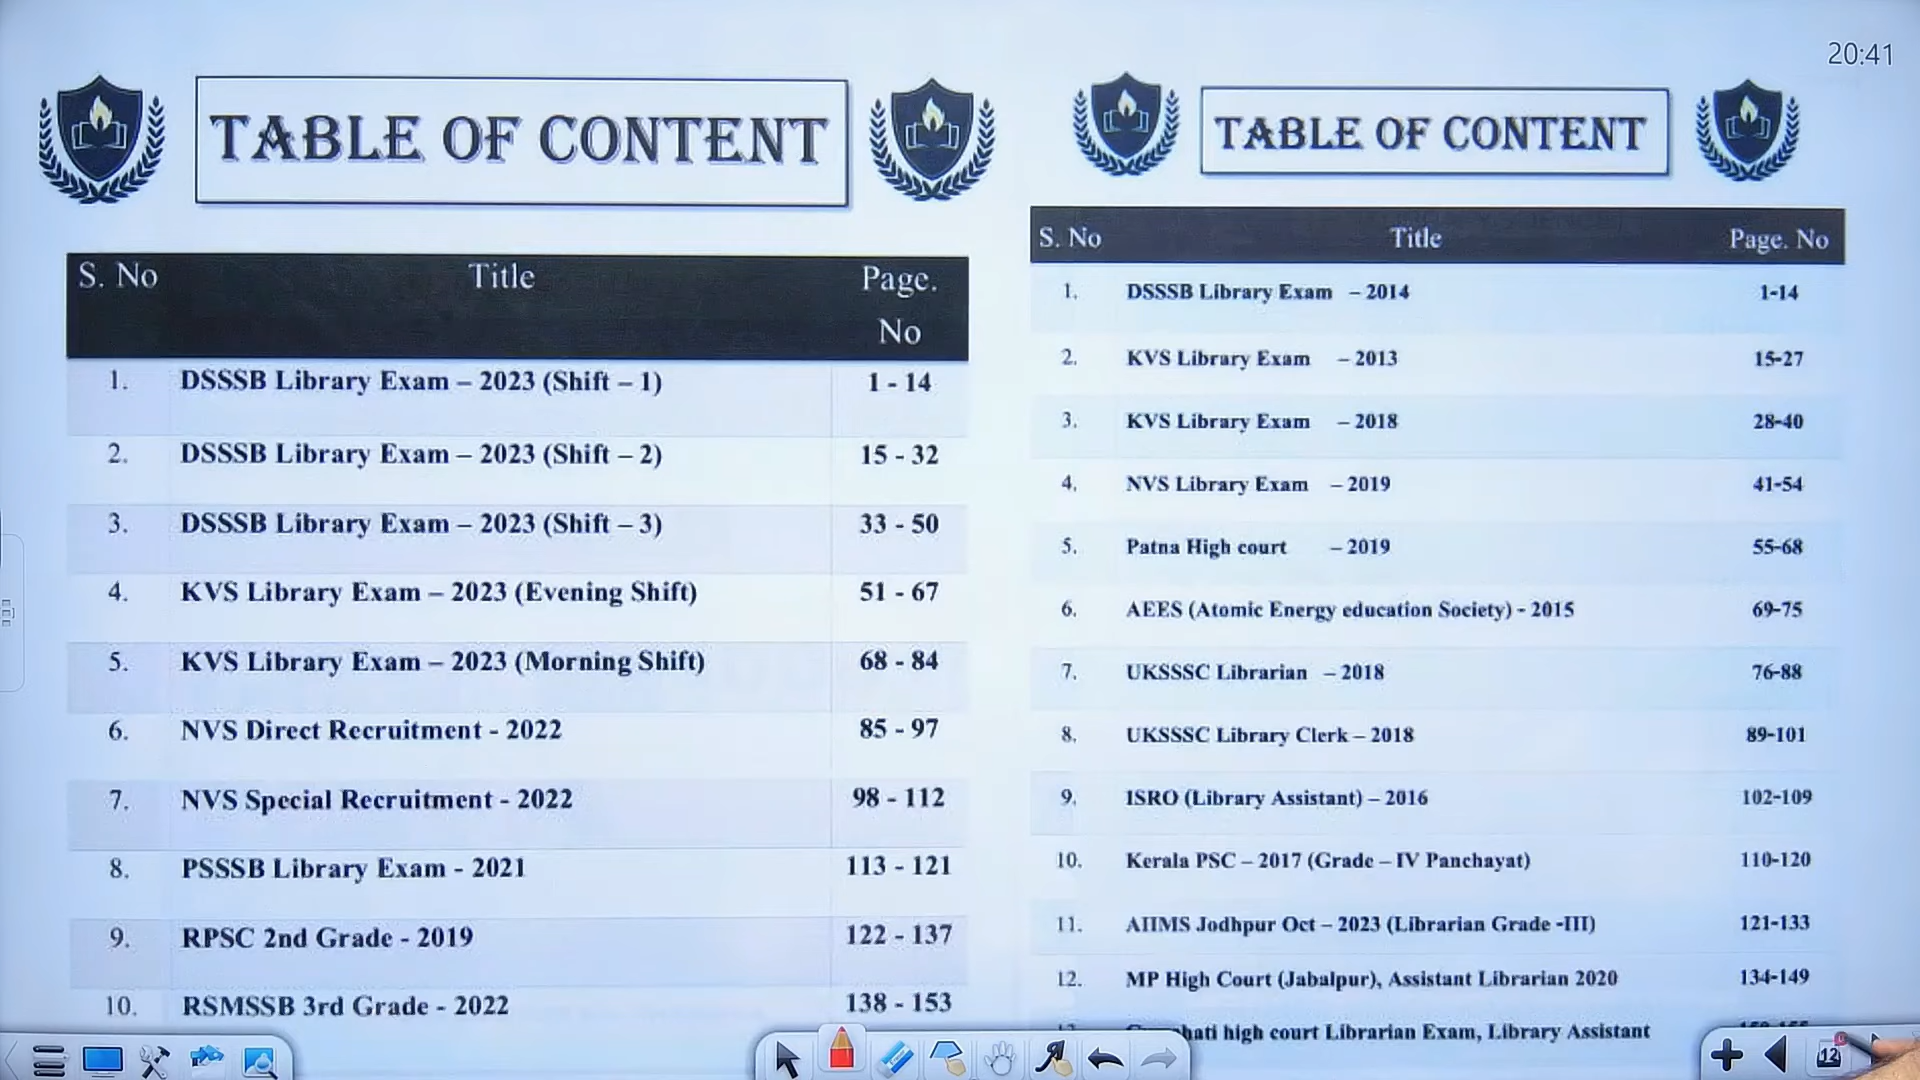 20:41
TABLE OF CONTENT
S. No Title Page. No
1. DSSSB Library Exam – 2023 (Shift – 1) 1 - 14
2. DSSSB Library Exam – 2023 (Shift – 2) 15 - 32
3. DSSSB Library Exam – 2023 (Shift – 3) 33 - 50
4. KVS Library Exam – 2023 (Evening Shift) 51 - 67
5. KVS Library Exam – 2023 (Morning Shift) 68 - 84
6. NVS Direct Recruitment - 2022 85 - 97
7. NVS Special Recruitment - 2022 98 - 112
8. PSSSB Library Exam - 2021 113 - 121
9. RPSC 2nd Grade - 2019 122 - 137
10. RSMSSB 3rd Grade - 2022 138 - 153
TABLE OF CONTENT
S. No Title Page. No
1. DSSSB Library Exam – 2014 1-14
2. KVS Library Exam – 2013 15-27
3. KVS Library Exam – 2018 28-40
4. NVS Library Exam – 2019 41-54
5. Patna High court – 2019 55-68
6. AEES (Atomic Energy education Society) - 2015 69-75
7. UKSSSC Librarian – 2018 76-88
8. UKSSSC Library Clerk – 2018 89-101
9. ISRO (Library Assistant) – 2016 102-109
10. Kerala PSC – 2017 (Grade – IV Panchayat) 110-120
11. AIIMS Jodhpur Oct – 2023 (Librarian Grade -III) 121-133
12. MP High Court (Jabalpur), Assistant Librarian 2020 134-149
high court Librarian Exam, Library Assistant
12